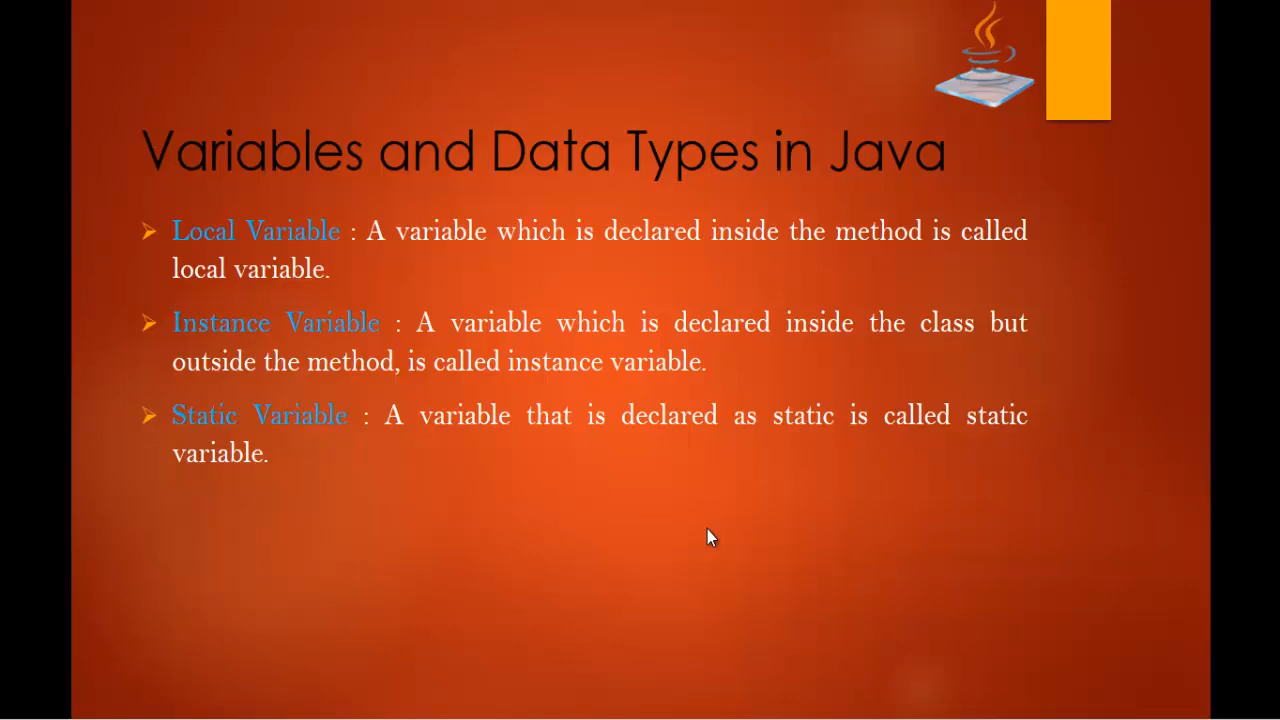 Variables and Data Types in Java
Local Variable : A variable which is declared inside the method is called
local variable.
Instance Variable : A variable which is declared inside the class but
outside the method, is called instance variable.
Static Variable : A variable that is declared as static is called static
variable.